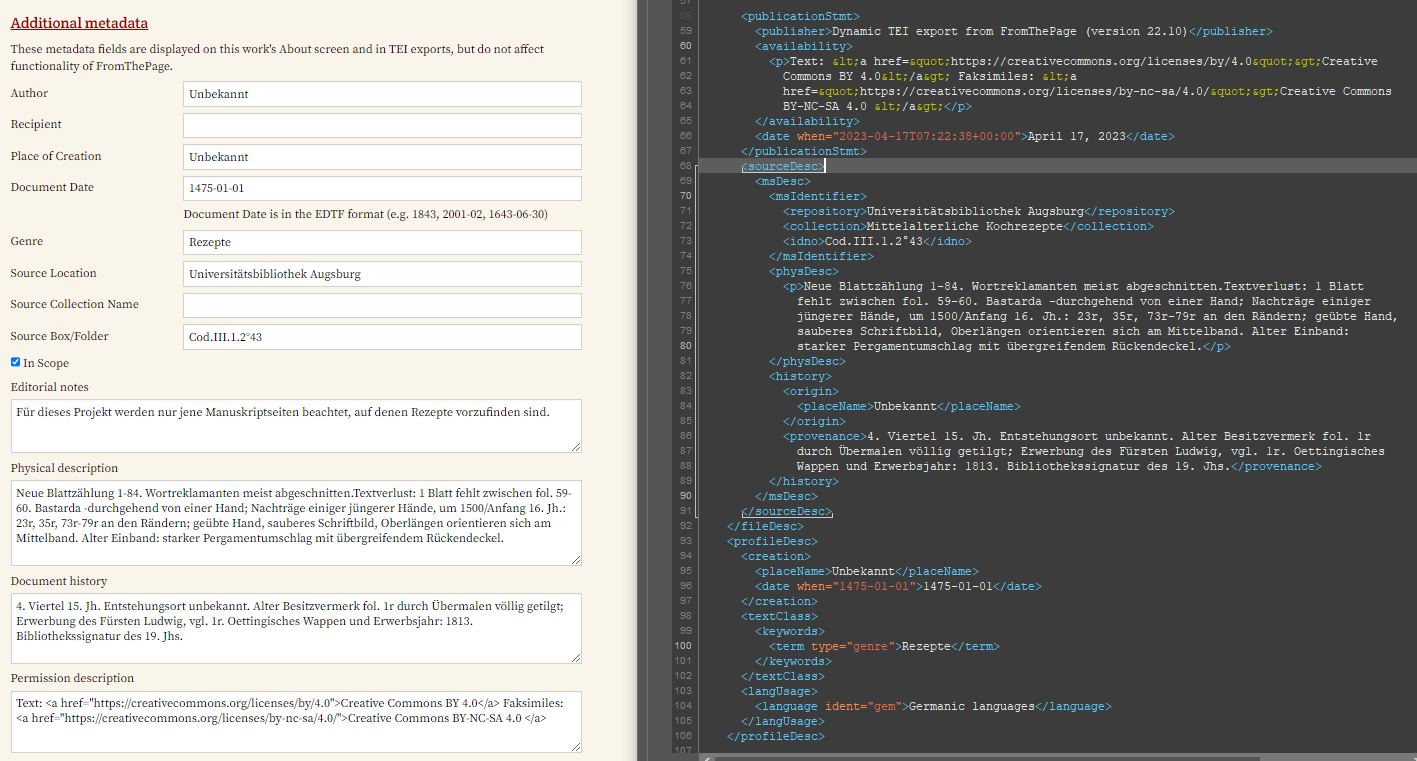 Additional metadata
These metadata fields are displayed on this work's About screen and in TEI exports, but do not affect
functionality of FromThePage.
Author
Unbekannt
Recipient
Place of Creation
Unbekannt
Document Date
1475-01-01
Document Date is in the EDTF format (e.g. 1843, 2001-02, 1643-06-30)
Genre
Rezepte
Source Location
Universitätsbibliothek Augsburg
Source Collection Name
Source Box/Folder
Cod.III.1.2°43
In Scope
Editorial notes
Für dieses Projekt werden nur jene Manuskriptseiten beachtet, auf denen Rezepte vorzufinden sind.
Physical description
Neue Blattzählung 1-84. Wortreklamanten meist abgeschnitten.Textverlust: 1 Blatt fehlt zwischen fol. 59-
60. Bastarda -durchgehend von einer Hand; Nachträge einiger jüngerer Hände, um 1500/Anfang 16. Jh.:
23r, 35r, 73r-79r an den Rändern; geübte Hand, sauberes Schriftbild, Oberlängen orientieren sich am
Mittelband. Alter Einband: starker Pergamentumschlag mit übergreifendem Rückendeckel.
Document history
4. Viertel 15. Jh. Entstehungsort unbekannt. Alter Besitzvermerk fol. 1r durch Übermalen völlig getilgt;
Erwerbung des Fürsten Ludwig, vgl. 1r. Oettingisches Wappen und Erwerbsjahr: 1813.
Bibliothekssignatur des 19. Jhs.
Permission description
Text: <a href="https://creativecommons.org/licenses/by/4.0">Creative Commons BY 4.0</a> Faksimiles:
<a href="https://creativecommons.org/licenses/by-nc-sa/4.0/">Creative Commons BY-NC-SA 4.0 </a>
57
58 <publicationStmt>
59 <publisher>Dynamic TEI export from FromThePage (version 22.10)</publisher>
60 <availability>
61 <p>Text: &lt;a href=&quot;https://creativecommons.org/licenses/by/4.0&quot;&gt;Creative
62 Commons BY 4.0&lt;/a&gt; Faksimiles: &lt;a
63 href=&quot;https://creativecommons.org/licenses/by-nc-sa/4.0/&quot;&gt;Creative Commons
64 BY-NC-SA 4.0 &lt;/a&gt;</p>
65 </availability>
66 <date when="2023-04-17T07:22:38+00:00">April 17, 2023</date>
67 </publicationStmt>
68 <sourceDesc>
69 <msDesc>
70 <msIdentifier>
71 <repository>Universitätsbibliothek Augsburg</repository>
72 <collection>Mittelalterliche Kochrezepte</collection>
73 <idno>Cod.III.1.2°43</idno>
74 </msIdentifier>
75 <physDesc>
76 <p>Neue Blattzählung 1-84. Wortreklamanten meist abgeschnitten.Textverlust: 1 Blatt
77 fehlt zwischen fol. 59-60. Bastarda -durchgehend von einer Hand; Nachträge einiger
78 jüngerer Hände, um 1500/Anfang 16. Jh.: 23r, 35r, 73r-79r an den Rändern; geübte Hand,
79 sauberes Schriftbild, Oberlängen orientieren sich am Mittelband. Alter Einband:
80 starker Pergamentumschlag mit übergreifendem Rückendeckel.</p>
81 </physDesc>
82 <history>
83 <origin>
84 <placeName>Unbekannt</placeName>
85 </origin>
86 <provenance>4. Viertel 15. Jh. Entstehungsort unbekannt. Alter Besitzvermerk fol. 1r
87 durch Übermalen völlig getilgt; Erwerbung des Fürsten Ludwig, vgl. 1r. Oettingisches
88 Wappen und Erwerbsjahr: 1813. Bibliothekssignatur des 19. Jhs.</provenance>
89 </history>
90 </msDesc>
91 </sourceDesc>
92 </fileDesc>
93 <profileDesc>
94 <creation>
95 <placeName>Unbekannt</placeName>
96 <date when="1475-01-01">1475-01-01</date>
97 </creation>
98 <textClass>
99 <keywords>
100 <term type="genre">Rezepte</term>
101 </keywords>
102 </textClass>
103 <langUsage>
104 <language ident="gem">Germanic languages</language>
105 </langUsage>
106 </profileDesc>
107